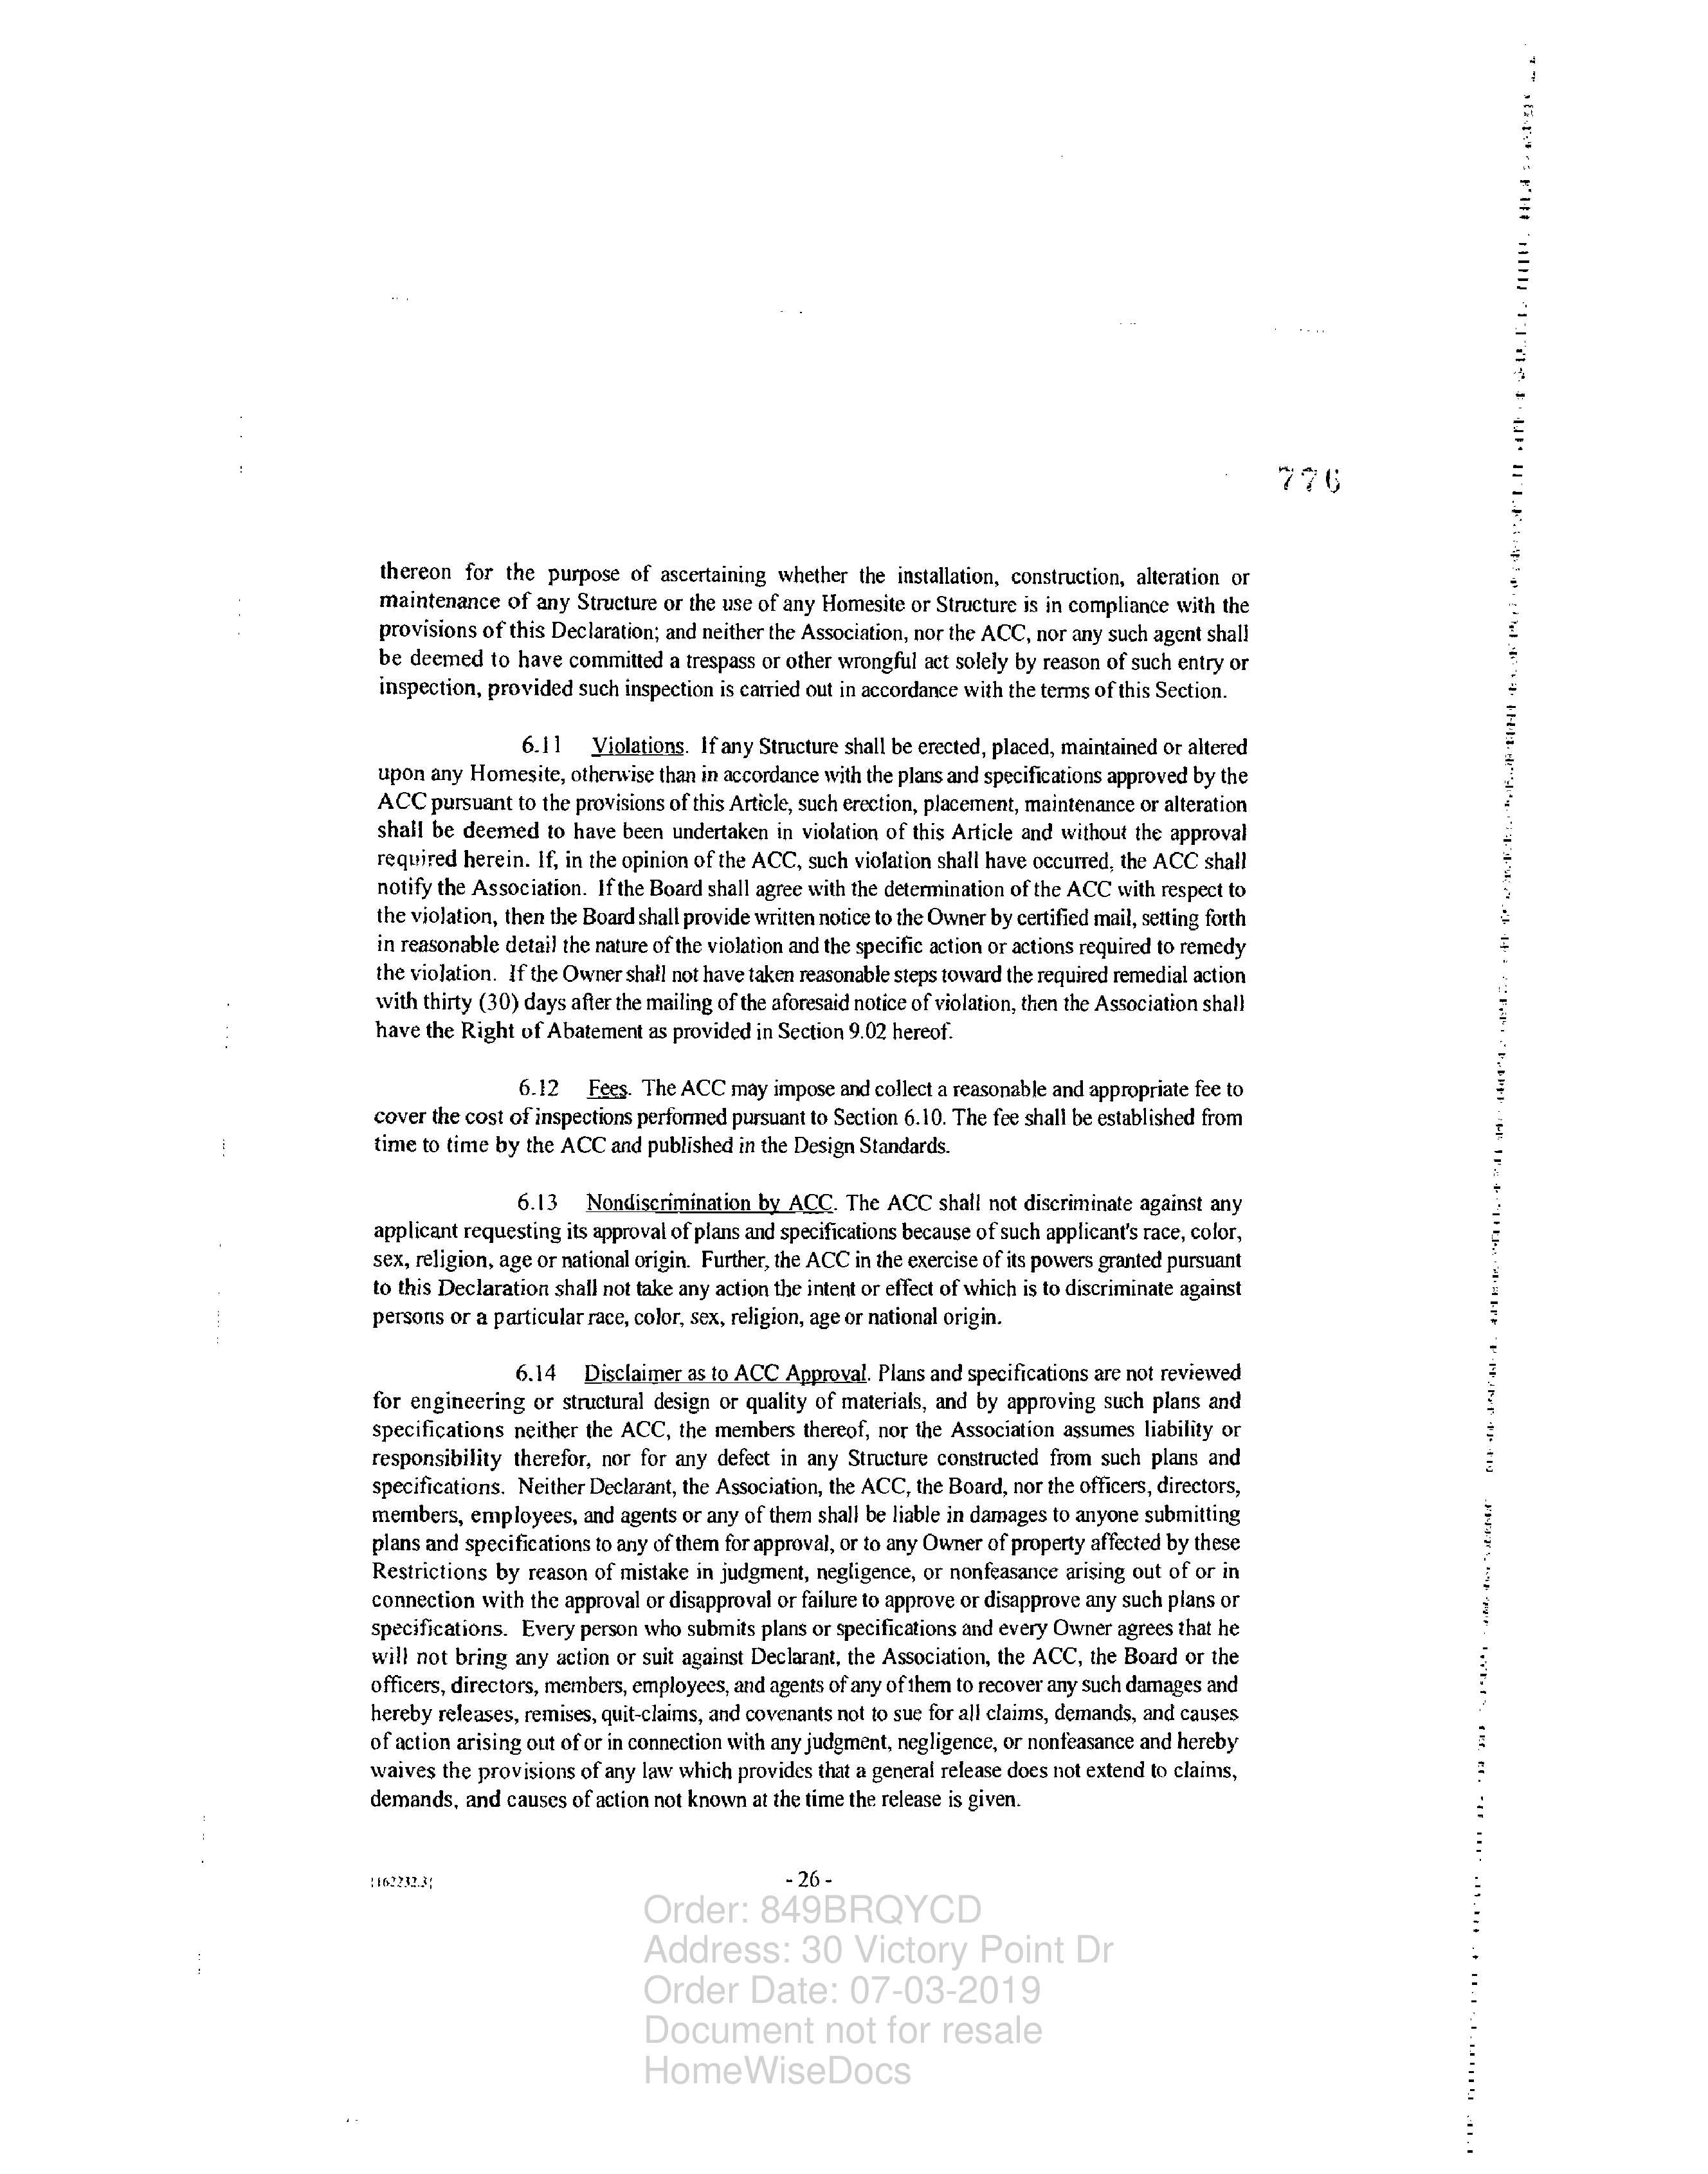 776
thereon for the purpose of ascertaining whether the installation, construction, alteration or
maintenance of any Structure or the use of any Homesite or Structure is in compliance with the
provisions of this Declaration; and neither the Association, nor the ACC, nor any such agent shall
be deemed to have committed a trespass or other wrongful act solely by reason of such entry or
inspection, provided such inspection is carried out in accordance with the terms of this Section.
6.11 Violations. If any Structure shall be erected, placed, maintained or altered
upon any Homesite, otherwise than in accordance with the plans and specifications approved by the
ACC pursuant to the provisions of this Article, such erection, placement, maintenance or alteration
shall be deemed to have been undertaken in violation of this Article and without the approval
required herein. If, in the opinion of the ACC, such violation shall have occurred, the ACC shall
notify the Association. If the Board shall agree with the determination of the ACC with respect to
the violation, then the Board shall provide written notice to the Owner by certified mail, setting forth
in reasonable detail the nature of the violation and the specific action or actions required to remedy
the violation. If the Owner shall not have taken reasonable steps toward the required remedial action
with thirty (30) days after the mailing of the aforesaid notice of violation, then the Association shall
have the Right of Abatement as provided in Section 9.02 hereof.
6.12 Fees. The ACC may impose and collect a reasonable and appropriate fee to
cover the cost of inspections performed pursuant to Section 6.10. The fee shall be established from
time to time by the ACC and published in the Design Standards.
6.13 Nondiscrimination by ACC. The ACC shall not discriminate against any
applicant requesting its approval of plans and specifications because of such applicant's race, color,
sex, religion, age or national origin. Further, the ACC in the exercise of its powers granted pursuant
to this Declaration shall not take any action the intent or effect of which is to discriminate against
persons or a particular race, color, sex, religion, age or national origin.
6.14 Disclaimer as to ACC Approval. Plans and specifications are not reviewed
for engineering or structural design or quality of materials, and by approving such plans and
specifications neither the ACC, the members thereof, nor the Association assumes liability or
responsibility therefor, nor for any defect in any Structure constructed from such plans and
specifications. Neither Declarant, the Association, the ACC, the Board, nor the officers, directors,
members, employees, and agents or any of them shall be liable in damages to anyone submitting
plans and specifications to any of them for approval, or to any Owner of property affected by these
Restrictions by reason of mistake in judgment, negligence, or nonfeasance arising out of or in
connection with the approval or disapproval or failure to approve or disapprove any such plans or
specifications. Every person who submits plans or specifications and every Owner agrees that he
will not bring any action or suit against Declarant, the Association, the ACC, the Board or the
officers, directors, members, employees, and agents of any of them to recover any such damages and
hereby releases, remises, quit-claims, and covenants not to sue for all claims, demands, and causes
of action arising out of or in connection with any judgment, negligence, or nonfeasance and hereby
waives the provisions of any law which provides that a general release does not extend to claims,
demands, and causes of action not known at the time the release is given.
{162232.3}
- 26 -
Order: 849BRQYCD
Address: 30 Victory Point Dr
Order Date: 07-03-2019
Document not for resale
HomeWiseDocs